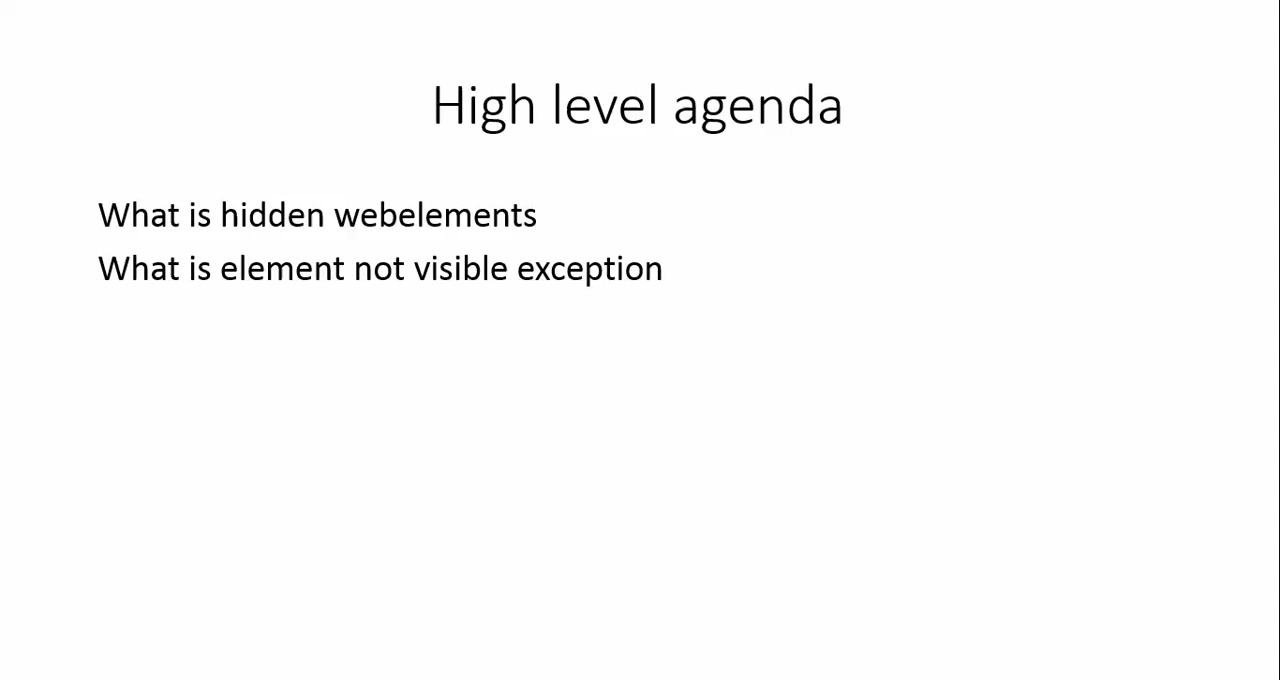 High level agenda
What is hidden webelements
What is element not visible exception